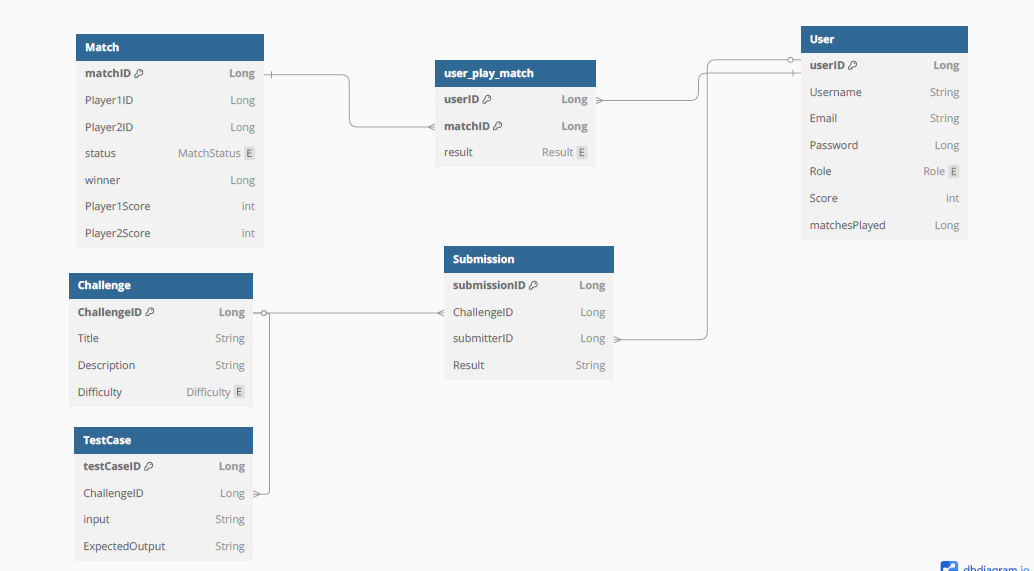 Match
matchID Long
Player1ID Long
Player2ID Long
status MatchStatus E
winner Long
Player1Score int
Player2Score int
user_play_match
userID Long
matchID Long
result Result E
User
userID Long
Username String
Email String
Password Long
Role Role E
Score int
matchesPlayed Long
Challenge
ChallengeID Long
Title String
Description String
Difficulty Difficulty E
Submission
submissionID Long
ChallengeID Long
submitterID Long
Result String
TestCase
testCaseID Long
ChallengeID Long
input String
ExpectedOutput String
dbdiagram.io